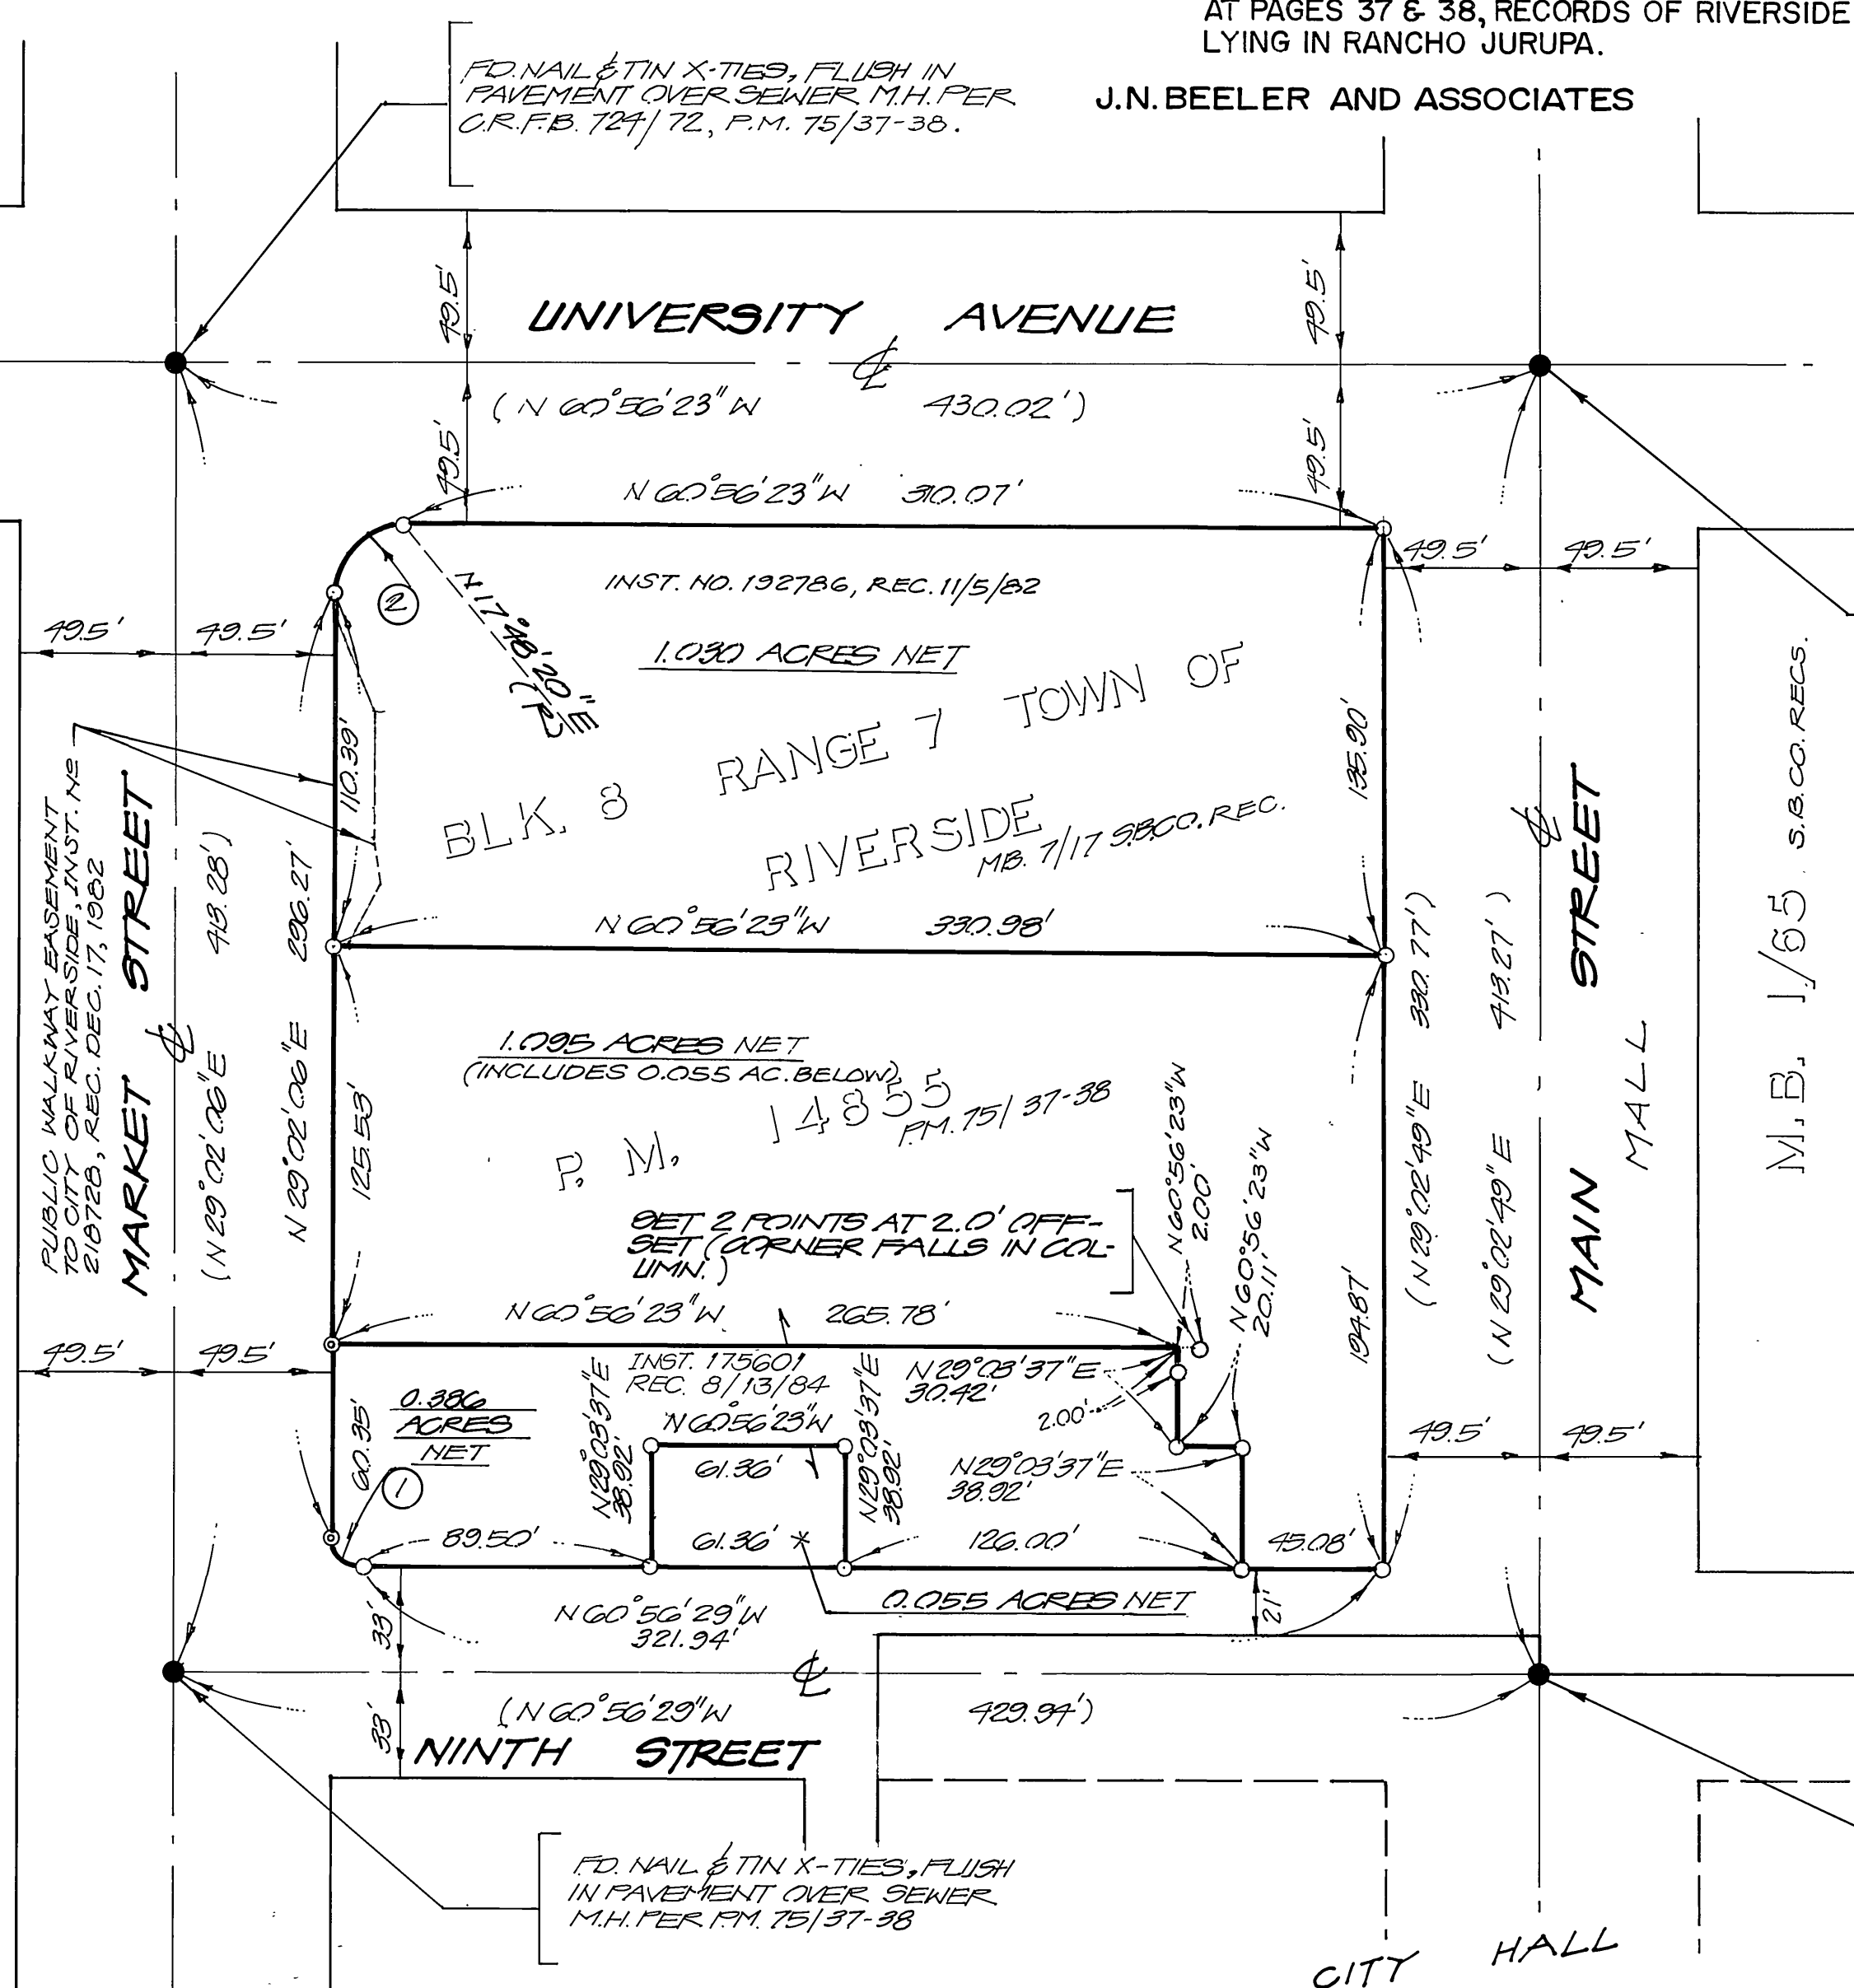 AT PAGES 37 & 38, RECORDS OF RIVERSIDE
LYING IN RANCHO JURUPA.
J.N. BEELER AND ASSOCIATES
FD. NAIL & TIN X-TIES, FLUSH IN
PAVEMENT OVER SEWER M.H. PER
C.R.F.B. 724/72, P.M. 75/37-38.
49.5'
49.5'
UNIVERSITY AVENUE
℄
(N 60°56'23"W 430.02')
49.5'
49.5'
N 60°56'23"W 310.07'
49.5' 49.5'
2
N 17°48'20"E
(R)
INST. NO. 192786, REC. 11/5/82
49.5' 49.5'
1.030 ACRES NET
BLK. 8 RANGE 7 TOWN OF
RIVERSIDE
MB. 7/17 S.B.CO. REC.
110.39'
135.90'
PUBLIC WALKWAY EASEMENT
TO CITY OF RIVERSIDE, INST. Nº
218728, REC. DEC. 17, 1982
MARKET STREET
℄
(N 29°02'06"E 413.28')
N 29°02'06"E 296.27'
N 60°56'23"W 330.98'
(N 29°02'49"E 330.77')
(N 29°02'49"E 413.27')
℄
MAIN STREET
MALL
M.B. 1/65 S.B.CO. RECS.
1.095 ACRES NET
(INCLUDES 0.055 AC. BELOW)
P. M. 14855
P.M. 75/37-38
125.53'
194.87'
SET 2 POINTS AT 2.0' OFF-
SET (CORNER FALLS IN COL-
UMN.)
N 60°56'23"W
2.00'
N 60°56'23"W
20.11'
N 60°56'23"W 265.78'
49.5' 49.5'
INST. 175601
REC. 8/13/84
N 29°03'37"E
30.42'
2.00'
0.386
ACRES
NET
60.35'
1
N 29°03'37"E
38.92'
N 60°56'23"W
61.36'
N 29°03'37"E
38.92'
N 29°03'37"E
38.92'
49.5' 49.5'
89.50' 61.36' * 126.00' 45.08'
0.055 ACRES NET
21'
33'
N 60°56'29"W
321.94'
℄
33'
(N 60°56'29"W 429.94')
NINTH STREET
FD. NAIL & TIN X-TIES, FLUSH
IN PAVEMENT OVER SEWER
M.H. PER P.M. 75/37-38
CITY HALL